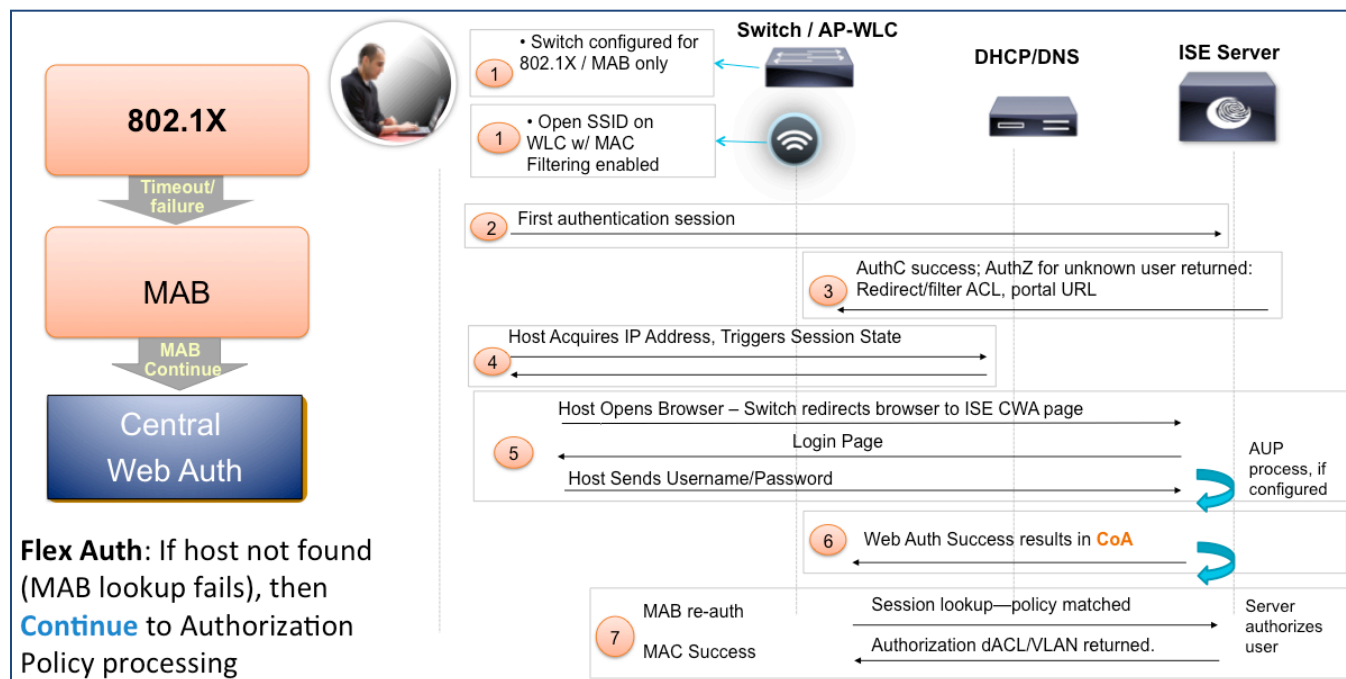 Switch / AP-WLC
DHCP/DNS
ISE Server
802.1X
Timeout/
failure
MAB
MAB
Continue
Central
Web Auth
Flex Auth: If host not found
(MAB lookup fails), then
Continue to Authorization
Policy processing
1
• Switch configured for
802.1X / MAB only
1
• Open SSID on
WLC w/ MAC
Filtering enabled
2
First authentication session
3
AuthC success; AuthZ for unknown user returned:
Redirect/filter ACL, portal URL
4
Host Acquires IP Address, Triggers Session State
5
Host Opens Browser – Switch redirects browser to ISE CWA page
Login Page
Host Sends Username/Password
AUP
process, if
configured
6
Web Auth Success results in CoA
7
MAB re-auth
MAC Success
Session lookup—policy matched
Authorization dACL/VLAN returned.
Server
authorizes
user